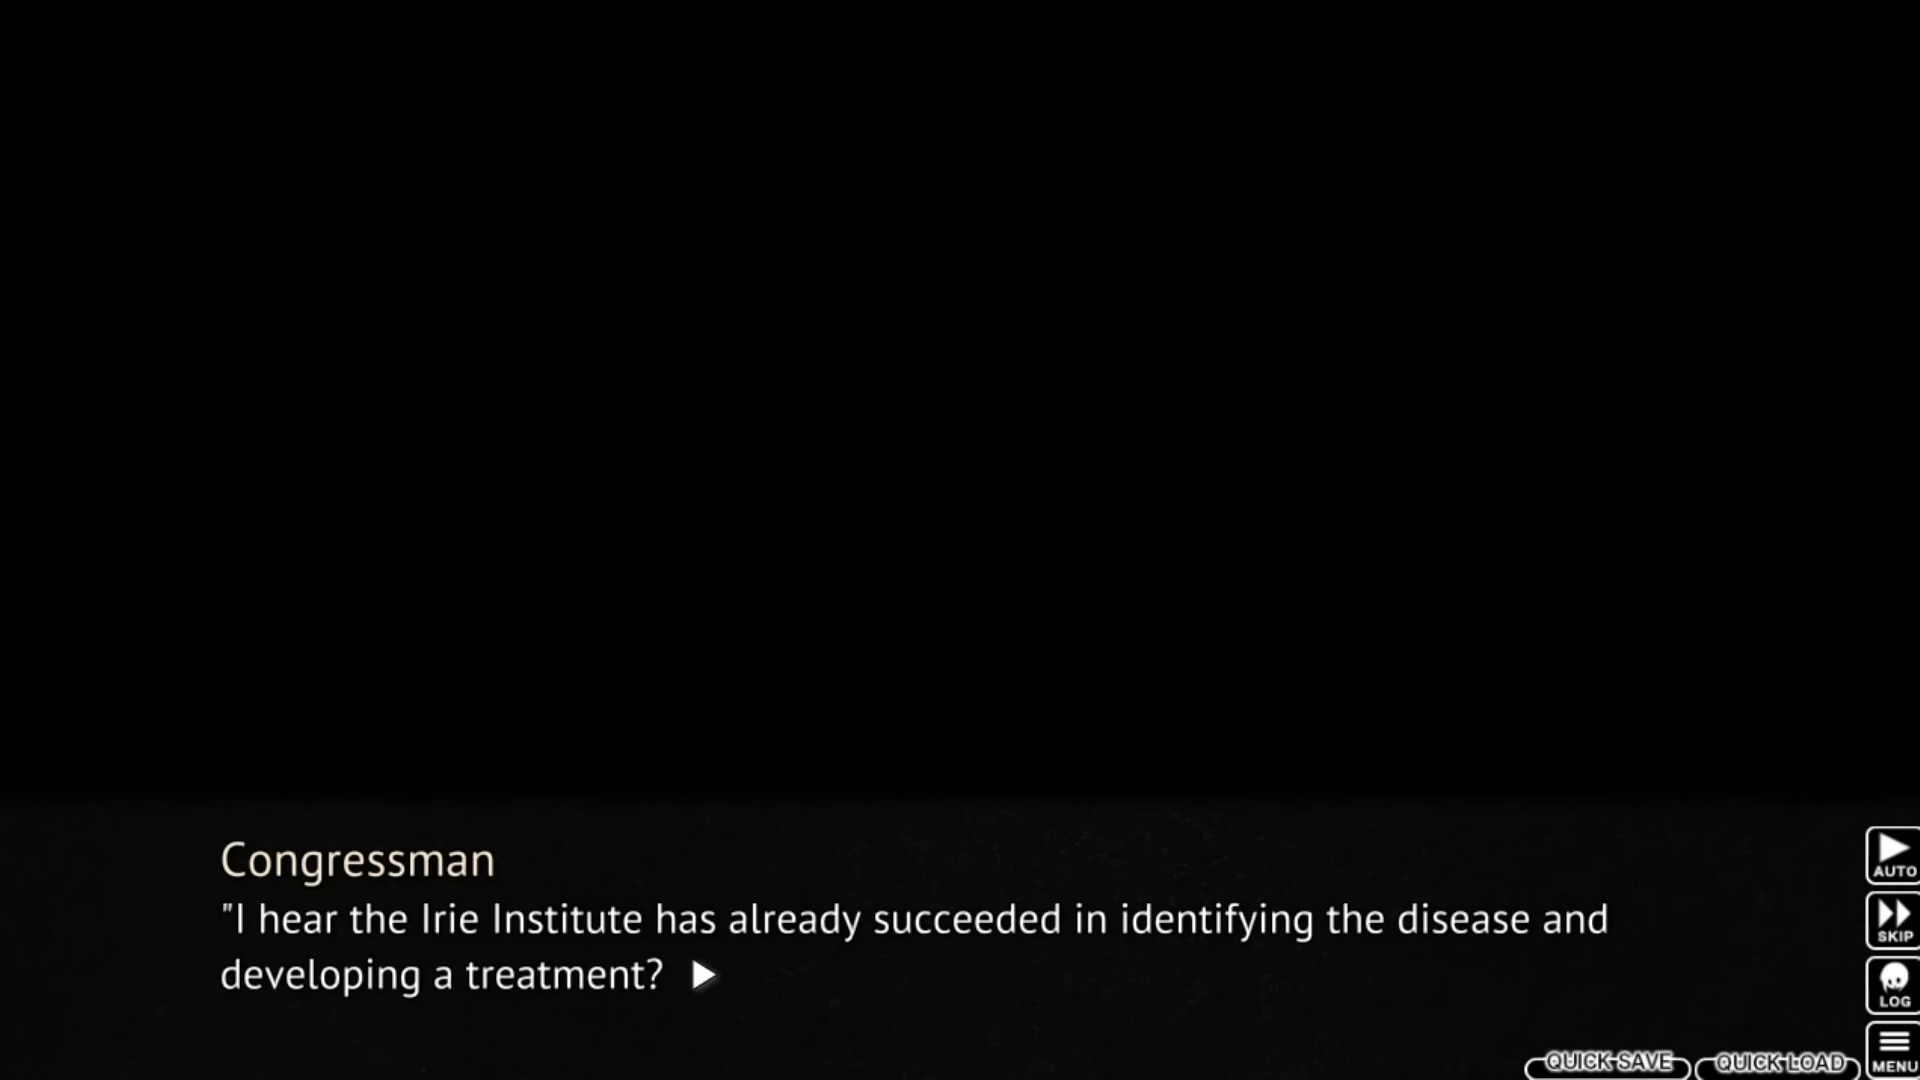 Congressman
"I hear the Irie Institute has already succeeded in identifying the disease and
developing a treatment?
AUTO
SKIP
LOG
MENU
QUICK SAVE
QUICK LOAD